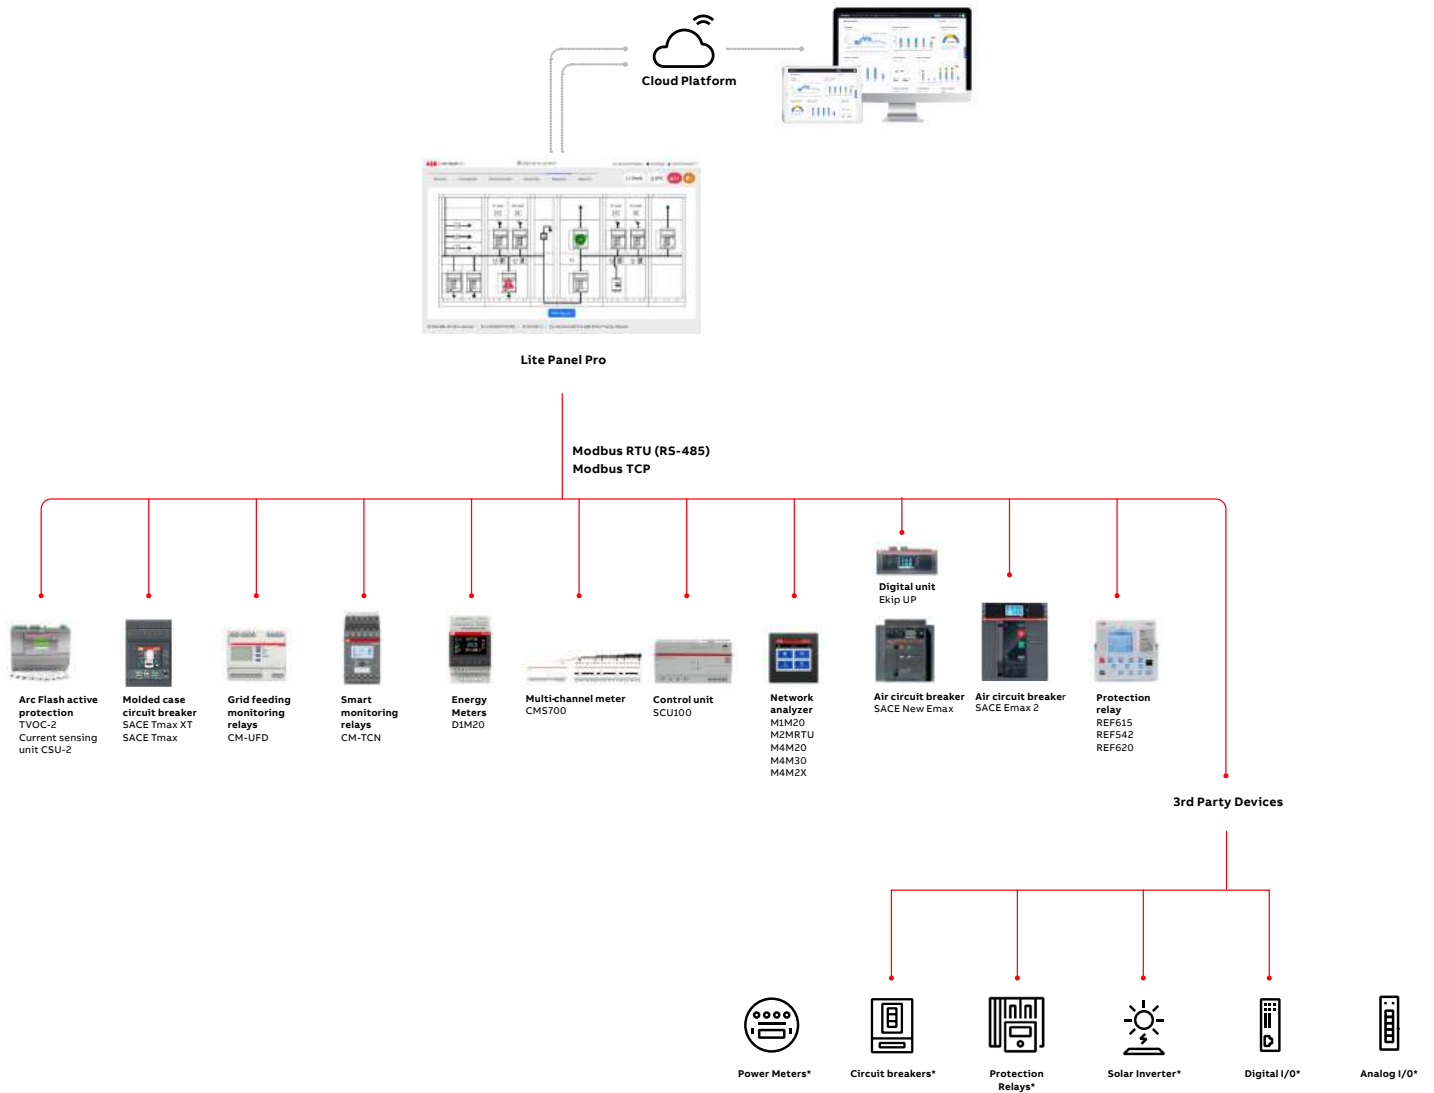 Cloud Platform
ABB
Lite Panel Pro
Modbus RTU (RS-485)
Modbus TCP
Digital unit
Ekip UP
Arc Flash active
protection
TVOC-2
Current sensing
unit CSU-2
Molded case
circuit breaker
SACE Tmax XT
SACE Tmax
Grid feeding
monitoring
relays
CM-UFD
Smart
monitoring
relays
CM-TCN
Energy
Meters
D1M20
Multi-channel meter
CMS700
Control unit
SCU100
Network
analyzer
M1M20
M2MRTU
M4M20
M4M30
M4M2X
Air circuit breaker
SACE New Emax
Air circuit breaker
SACE Emax 2
Protection
relay
REF615
REF542
REF620
3rd Party Devices
Power Meters*
Circuit breakers*
Protection
Relays*
Solar Inverter*
Digital I/0*
Analog I/0*